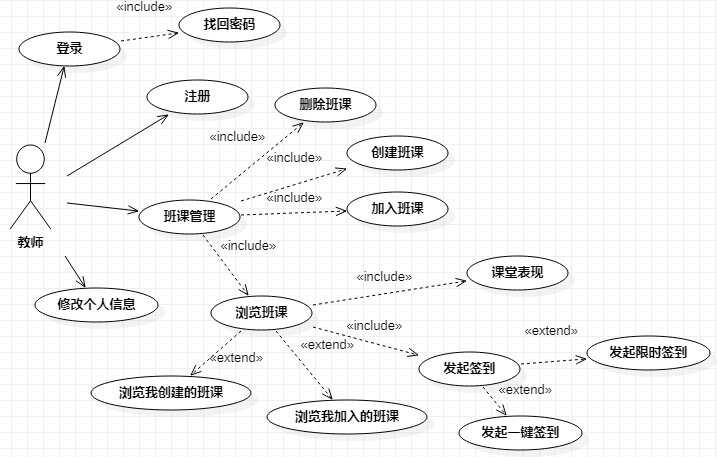 «include»
找回密码
登录
注册
删除班课
«include»
创建班课
«include»
加入班课
«include»
班课管理
教师
«include»
课堂表现
«include»
修改个人信息
浏览班课
«include»
«extend»
发起限时签到
«extend»
«extend»
发起签到
浏览我创建的班课
«extend»
浏览我加入的班课
发起一键签到